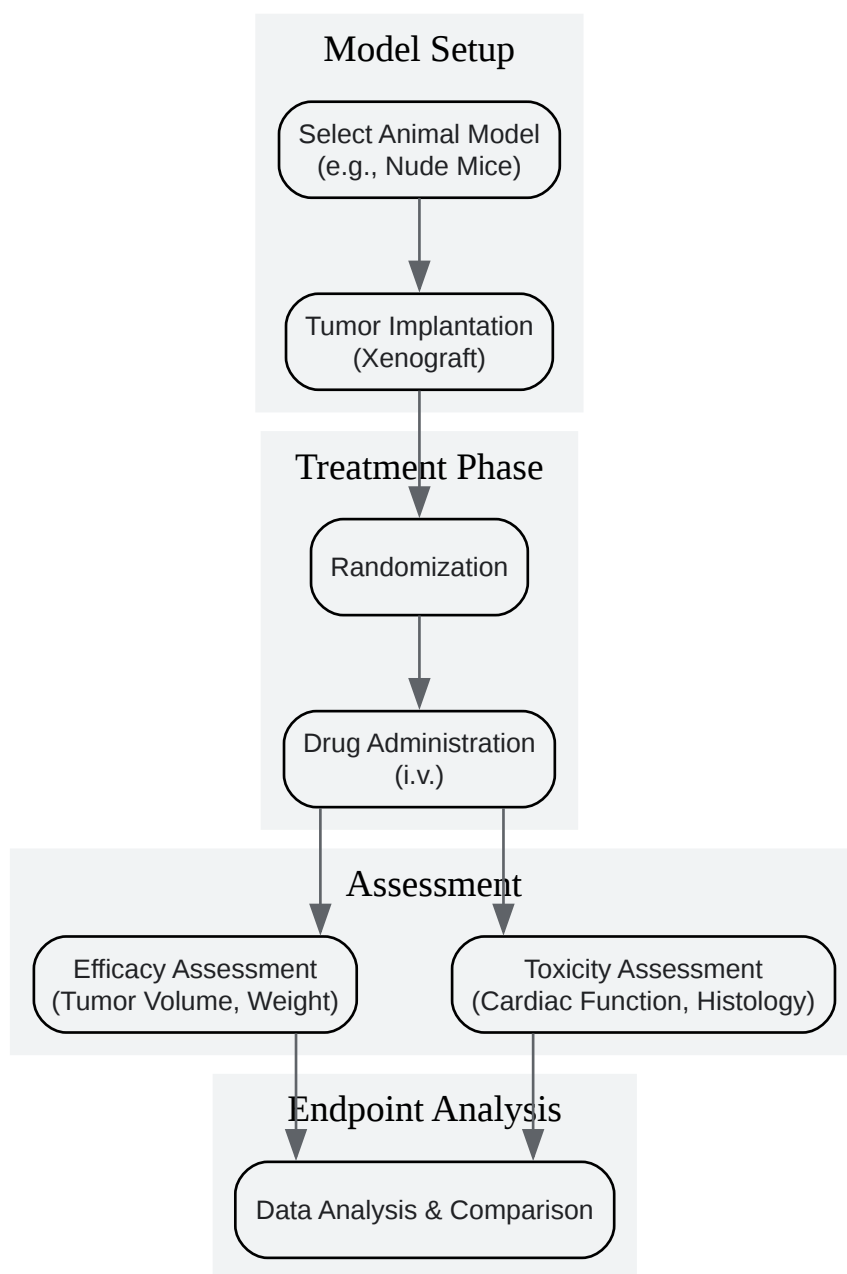 Model Setup
Select Animal Model
(e.g., Nude Mice)
Tumor Implantation
(Xenograft)
Treatment Phase
Randomization
Drug Administration
(i.v.)
Assessment
Efficacy Assessment
(Tumor Volume, Weight)
Toxicity Assessment
(Cardiac Function, Histology)
Endpoint Analysis
Data Analysis & Comparison